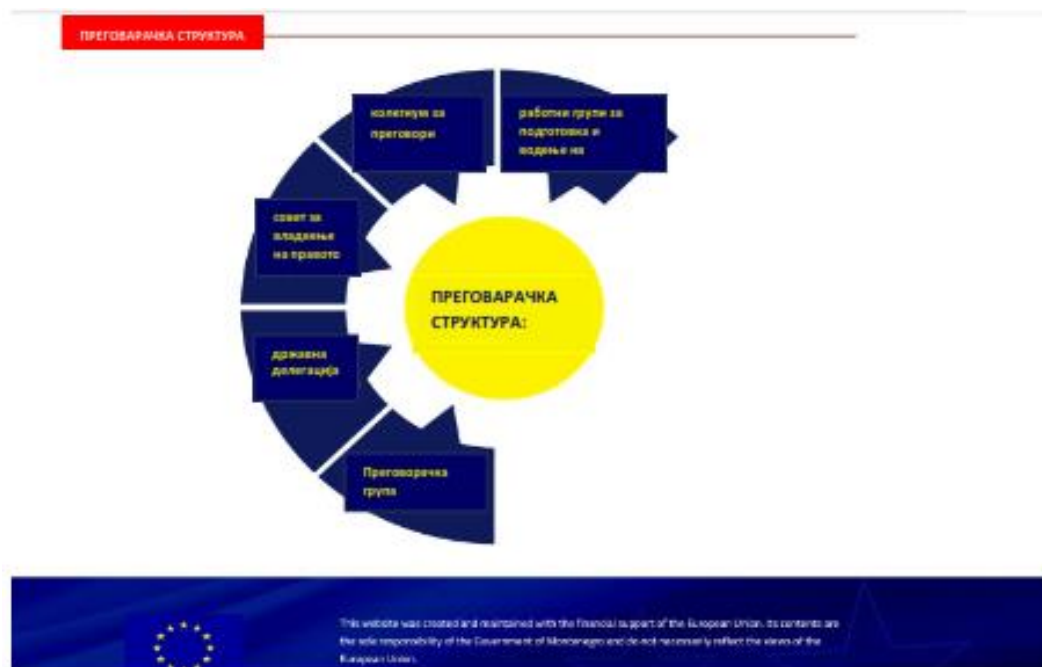 ПРЕГОВАРАЧКА СТРУКТУРА
колегиум за
преговори
работни групи за
подготовка и
водење на
совет за
владеење
на правото
ПРЕГОВАРАЧКА
СТРУКТУРА:
државна
делегација
Преговоречка
група
This website was created and maintained with the financial support of the European Union. Its contents are
the sole responsibility of the Government of Montenegro and do not necessarily reflect the views of the
European Union.